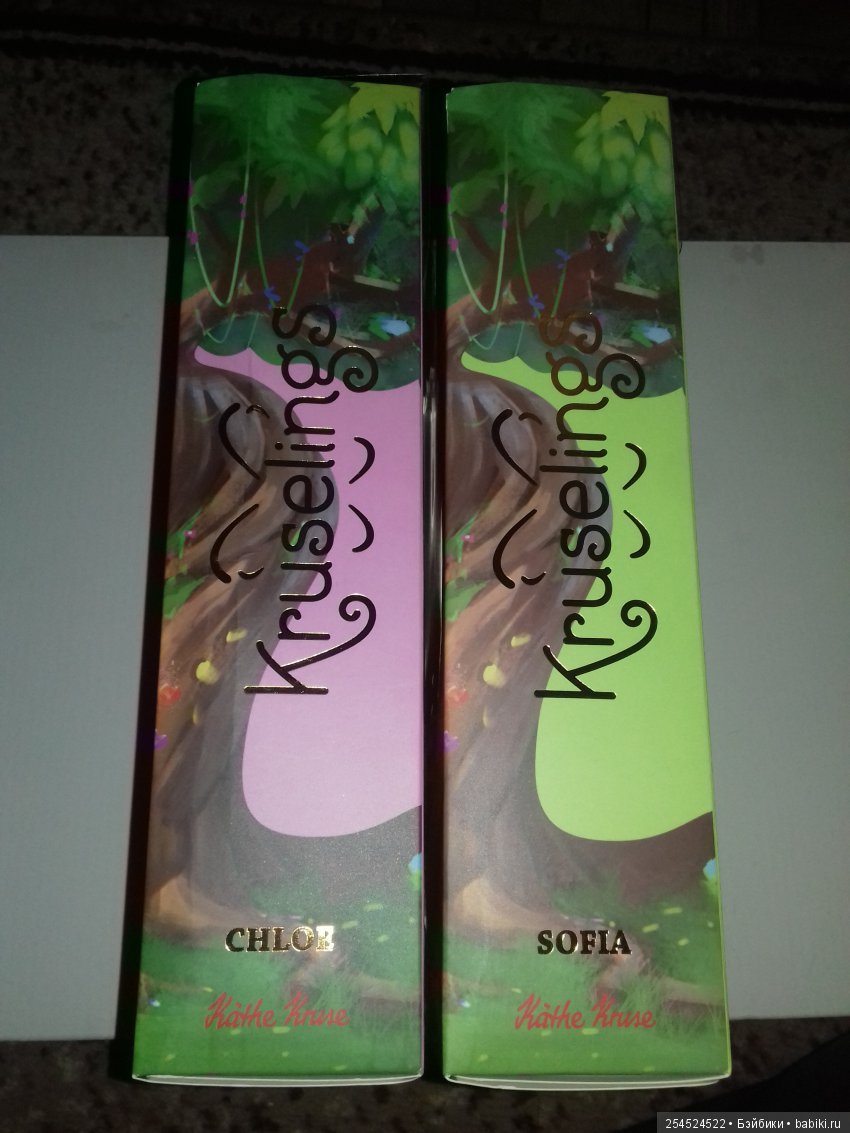 Kruselings
CHLOE
Käthe Kruse
Kruselings
SOFIA
Käthe Kruse
254524522 • Бэйбики • babiki.ru